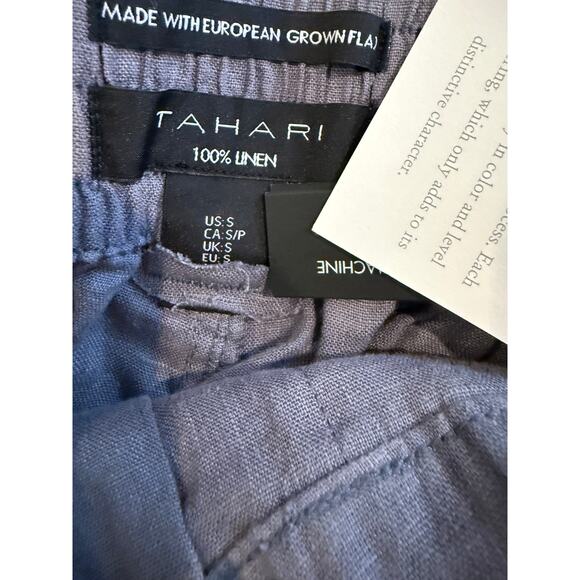 MADE WITH EUROPEAN GROWN FLAX
TAHARI
100% LINEN
US: S
CA: S/P
UK: S
EU: S
MACHINE
which only adds to its
distinctive character.
in color and level
Each